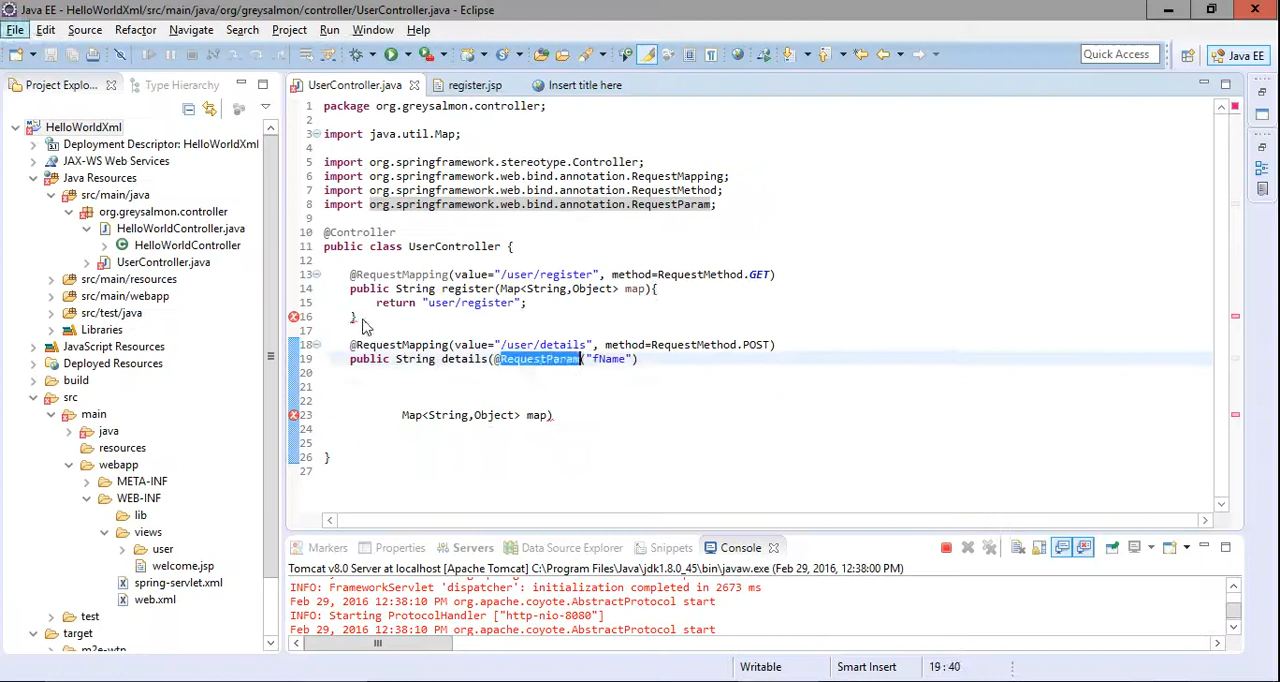 Java EE - HelloWorldXml/src/main/java/org/greysalmon/controller/UserController.java - Eclipse
File Edit Source Refactor Navigate Search Project Run Window Help
Quick Access
Java EE
Project Explo...
Type Hierarchy
HelloWorldXml
Deployment Descriptor: HelloWorldXml
JAX-WS Web Services
Java Resources
src/main/java
org.greysalmon.controller
HelloWorldController.java
HelloWorldController
UserController.java
src/main/resources
src/main/webapp
src/test/java
Libraries
JavaScript Resources
Deployed Resources
build
src
main
java
resources
webapp
META-INF
WEB-INF
lib
views
user
welcome.jsp
spring-servlet.xml
web.xml
test
target
m2e-wtp
UserController.java
register.jsp
Insert title here
1 package org.greysalmon.controller;
2
3 import java.util.Map;
4
5 import org.springframework.stereotype.Controller;
6 import org.springframework.web.bind.annotation.RequestMapping;
7 import org.springframework.web.bind.annotation.RequestMethod;
8 import org.springframework.web.bind.annotation.RequestParam;
9
10 @Controller
11 public class UserController {
12
13 @RequestMapping(value="/user/register", method=RequestMethod.GET)
14 public String register(Map<String,Object> map){
15 return "user/register";
16 }
17
18 @RequestMapping(value="/user/details", method=RequestMethod.POST)
19 public String details(@RequestParam("fName")
20
21
22
23 Map<String,Object> map)
24
25
26 }
27
Markers Properties Servers Data Source Explorer Snippets Console
Tomcat v8.0 Server at localhost [Apache Tomcat] C:\Program Files\Java\jdk1.8.0_45\bin\javaw.exe (Feb 29, 2016, 12:38:00 PM)
INFO: FrameworkServlet 'dispatcher': initialization completed in 2673 ms
Feb 29, 2016 12:38:10 PM org.apache.coyote.AbstractProtocol start
INFO: Starting ProtocolHandler ["http-nio-8080"]
Feb 29, 2016 12:38:10 PM org.apache.coyote.AbstractProtocol start
Writable
Smart Insert
19 : 40